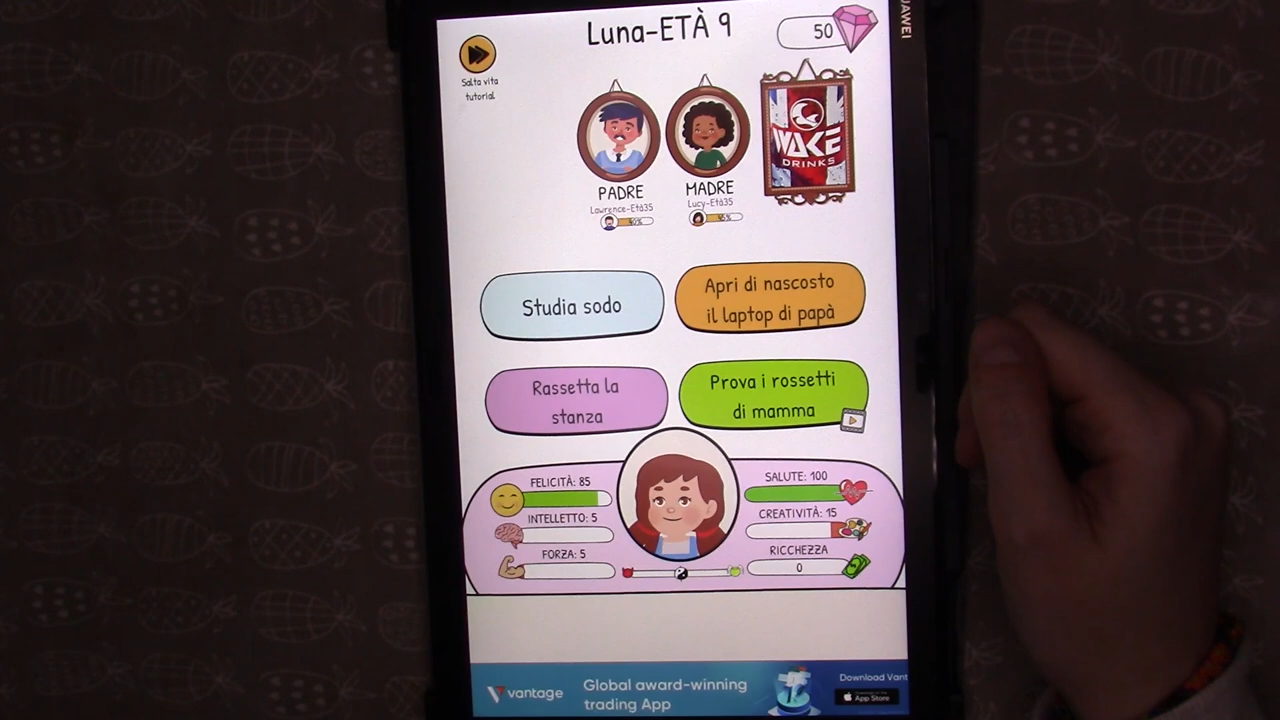 Luna-ETÀ 9
50
Salta vita
tutorial
HUAWEI
WAKE
DRINKS
PADRE
Lawrence-Età35
MADRE
Lucy-Età35
Studia sodo
Apri di nascosto
il laptop di papà
Rassetta la
stanza
Prova i rossetti
di mamma
FELICITÀ: 85
SALUTE: 100
INTELLETTO: 5
CREATIVITÀ: 15
FORZA: 5
RICCHEZZA
0
vantage
Global award-winning
trading App
Download Vant
App Store